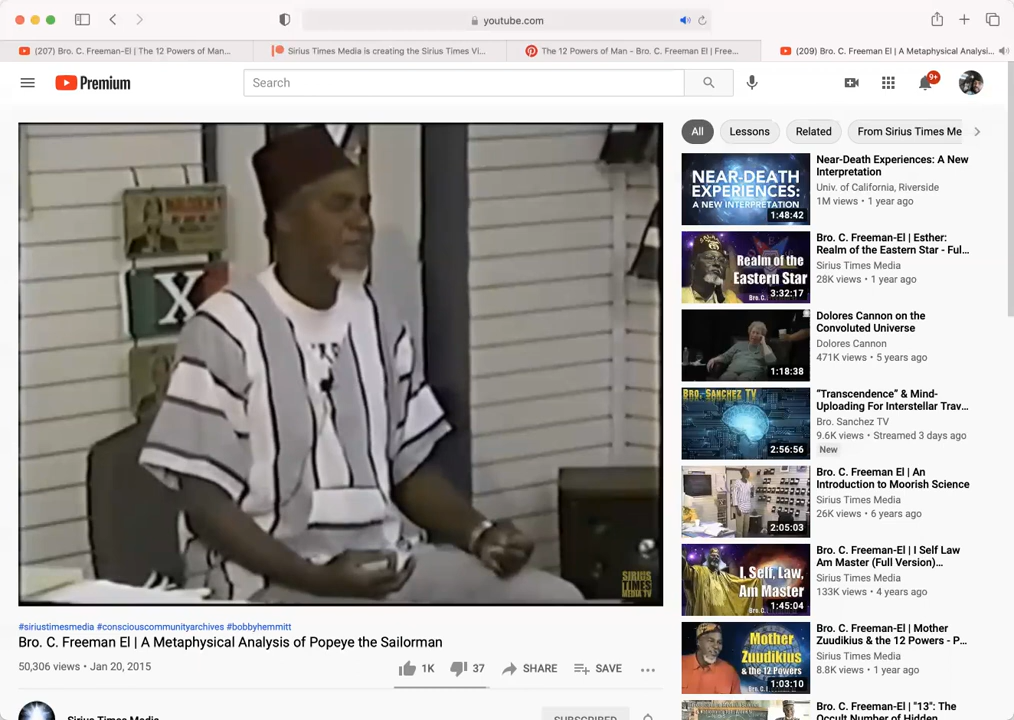 youtube.com
(207) Bro. C. Freeman-El | The 12 Powers of Man...
Sirius Times Media is creating the Sirius Times Vi...
The 12 Powers of Man - Bro. C. Freeman El | Free...
(209) Bro. C. Freeman El | A Metaphysical Analysi...
Premium
Search
9+
All
Lessons
Related
From Sirius Times Me
X
SIRIUS
TIMES
MEDIA TV
#siriustimesmedia #consciouscommunityarchives #bobbyhemmitt
Bro. C. Freeman El | A Metaphysical Analysis of Popeye the Sailorman
50,306 views • Jan 20, 2015
1K
37
SHARE
SAVE
Sirius Times Media
SUBSCRIBED
NEAR-DEATH
EXPERIENCES:
A NEW INTERPRETATION
1:48:42
Near-Death Experiences: A New
Interpretation
Univ. of California, Riverside
1M views • 1 year ago
Realm of the
Eastern Star
Bro. C.
3:32:17
Bro. C. Freeman-El | Esther:
Realm of the Eastern Star - Ful...
Sirius Times Media
28K views • 1 year ago
1:18:38
Dolores Cannon on the
Convoluted Universe
Dolores Cannon
471K views • 5 years ago
BRO. SANCHEZ TV
2:56:56
“Transcendence” & Mind-
Uploading For Interstellar Trav...
Bro. Sanchez TV
9.6K views • Streamed 3 days ago
New
2:05:03
Bro. C. Freeman El | An
Introduction to Moorish Science
Sirius Times Media
26K views • 6 years ago
I, Self, Law,
Am Master
1:45:04
Bro. C. Freeman-El | I Self Law
Am Master (Full Version)...
Sirius Times Media
133K views • 4 years ago
Mother
Zuudikius
& the 12 Powers
1:03:10
Bro. C. Freeman-El | Mother
Zuudikius & the 12 Powers - P...
Sirius Times Media
8.8K views • 1 year ago
Bro. C. Freeman El | "13": The
Occult Number of Hidden